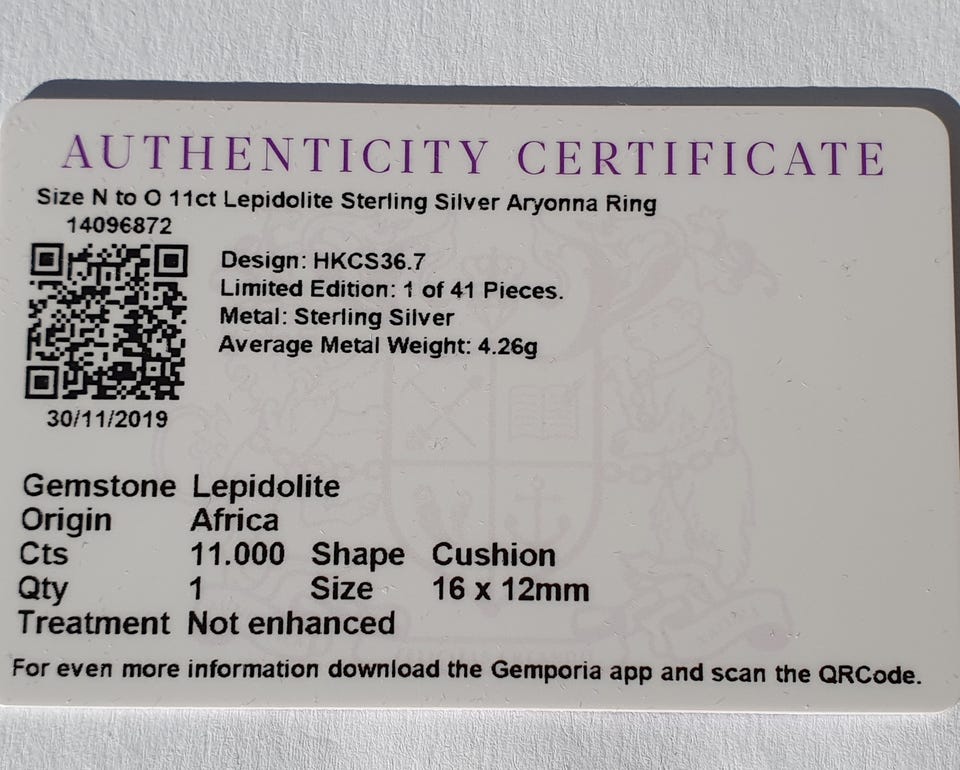 AUTHENTICITY CERTIFICATE
Size N to O 11ct Lepidolite Sterling Silver Aryonna Ring
14096872
Design: HKCS36.7
Limited Edition: 1 of 41 Pieces.
Metal: Sterling Silver
Average Metal Weight: 4.26g
30/11/2019
Gemstone Lepidolite
Origin Africa
Cts 11.000 Shape Cushion
Qty 1 Size 16 x 12mm
Treatment Not enhanced
For even more information download the Gemporia app and scan the QRCode.